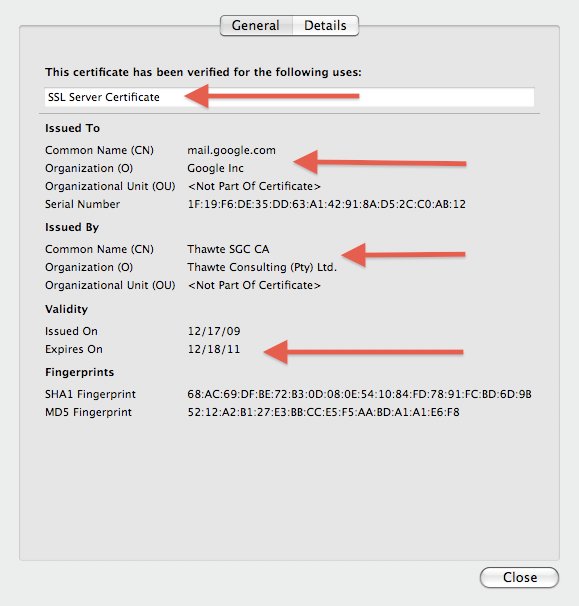 General Details
This certificate has been verified for the following uses:
SSL Server Certificate
Issued To
Common Name (CN) mail.google.com
Organization (O) Google Inc
Organizational Unit (OU) <Not Part Of Certificate>
Serial Number 1F:19:F6:DE:35:DD:63:A1:42:91:8A:D5:2C:C0:AB:12
Issued By
Common Name (CN) Thawte SGC CA
Organization (O) Thawte Consulting (Pty) Ltd.
Organizational Unit (OU) <Not Part Of Certificate>
Validity
Issued On 12/17/09
Expires On 12/18/11
Fingerprints
SHA1 Fingerprint 68:AC:69:DF:BE:72:B3:0D:08:0E:54:10:84:FD:78:91:FC:BD:6D:9B
MD5 Fingerprint 52:12:A2:B1:27:E3:BB:CC:E5:F5:AA:BD:A1:A1:E6:F8
Close